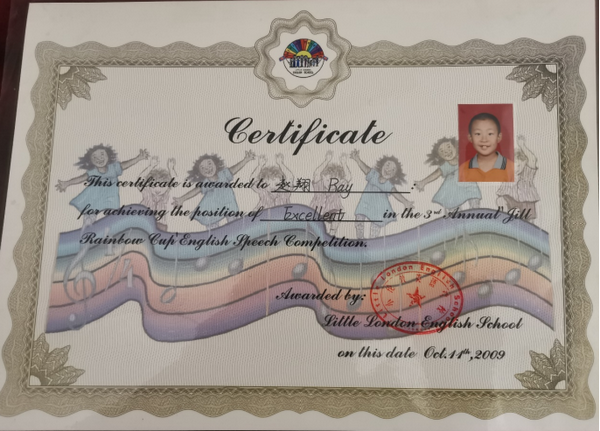 Certificate
This certificate is awarded to 赵翔 Ray :
for achieving the position of Excellent in the 3rd Annual Jill
Rainbow Cup English Speech Competition.
Awarded by:
Little London English School
on this date Oct.11th,2009